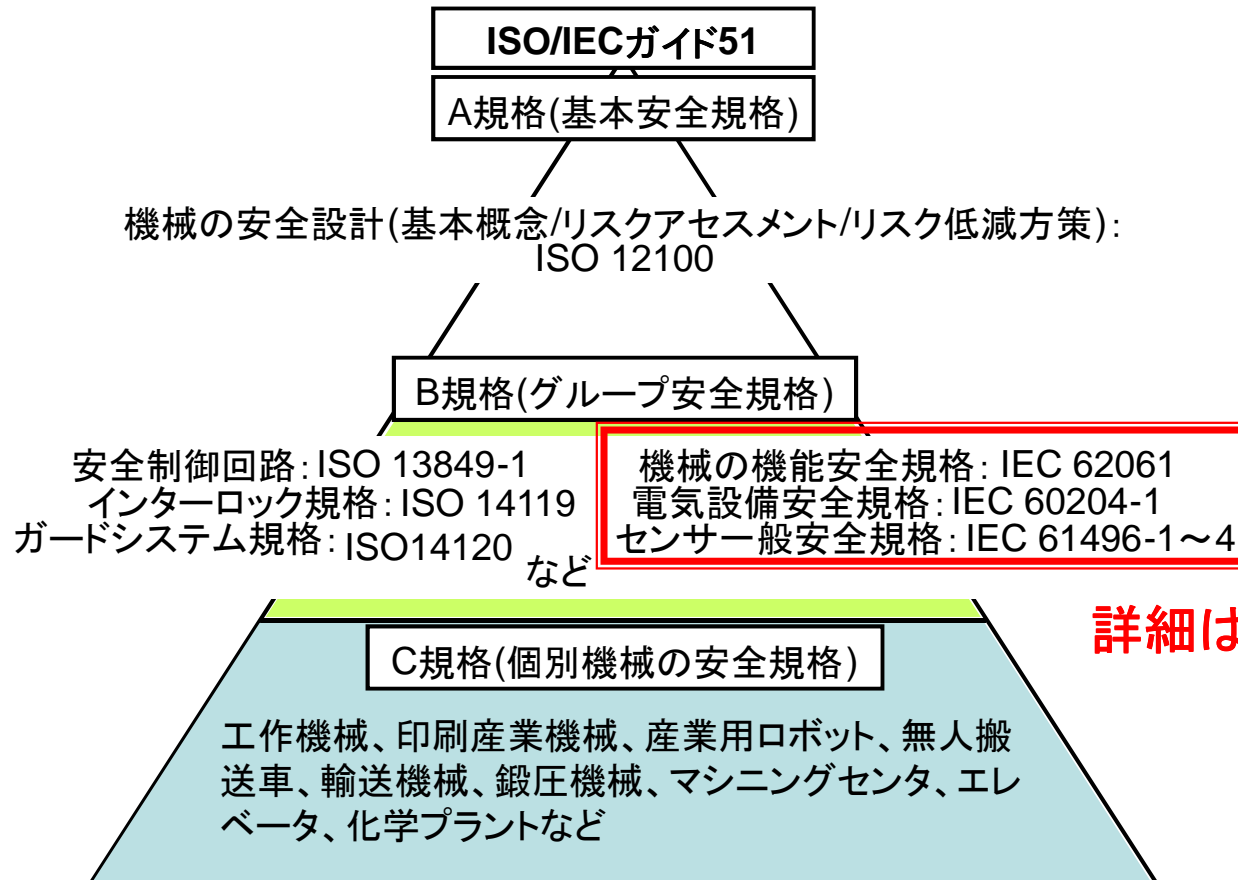 ISO/IECガイド51
A規格(基本安全規格)
機械の安全設計(基本概念/リスクアセスメント/リスク低減方策):
ISO 12100
B規格(グループ安全規格)
安全制御回路:ISO 13849-1
インターロック規格:ISO 14119
ガードシステム規格:ISO14120
など
機械の機能安全規格:IEC 62061
電気設備安全規格:IEC 60204-1
センサ一般安全規格:IEC 61496-1～4
詳細は
C規格(個別機械の安全規格)
工作機械、印刷産業機械、産業用ロボット、無人搬
送車、輸送機械、鍛圧機械、マシニングセンタ、エレ
ベータ、化学プラントなど